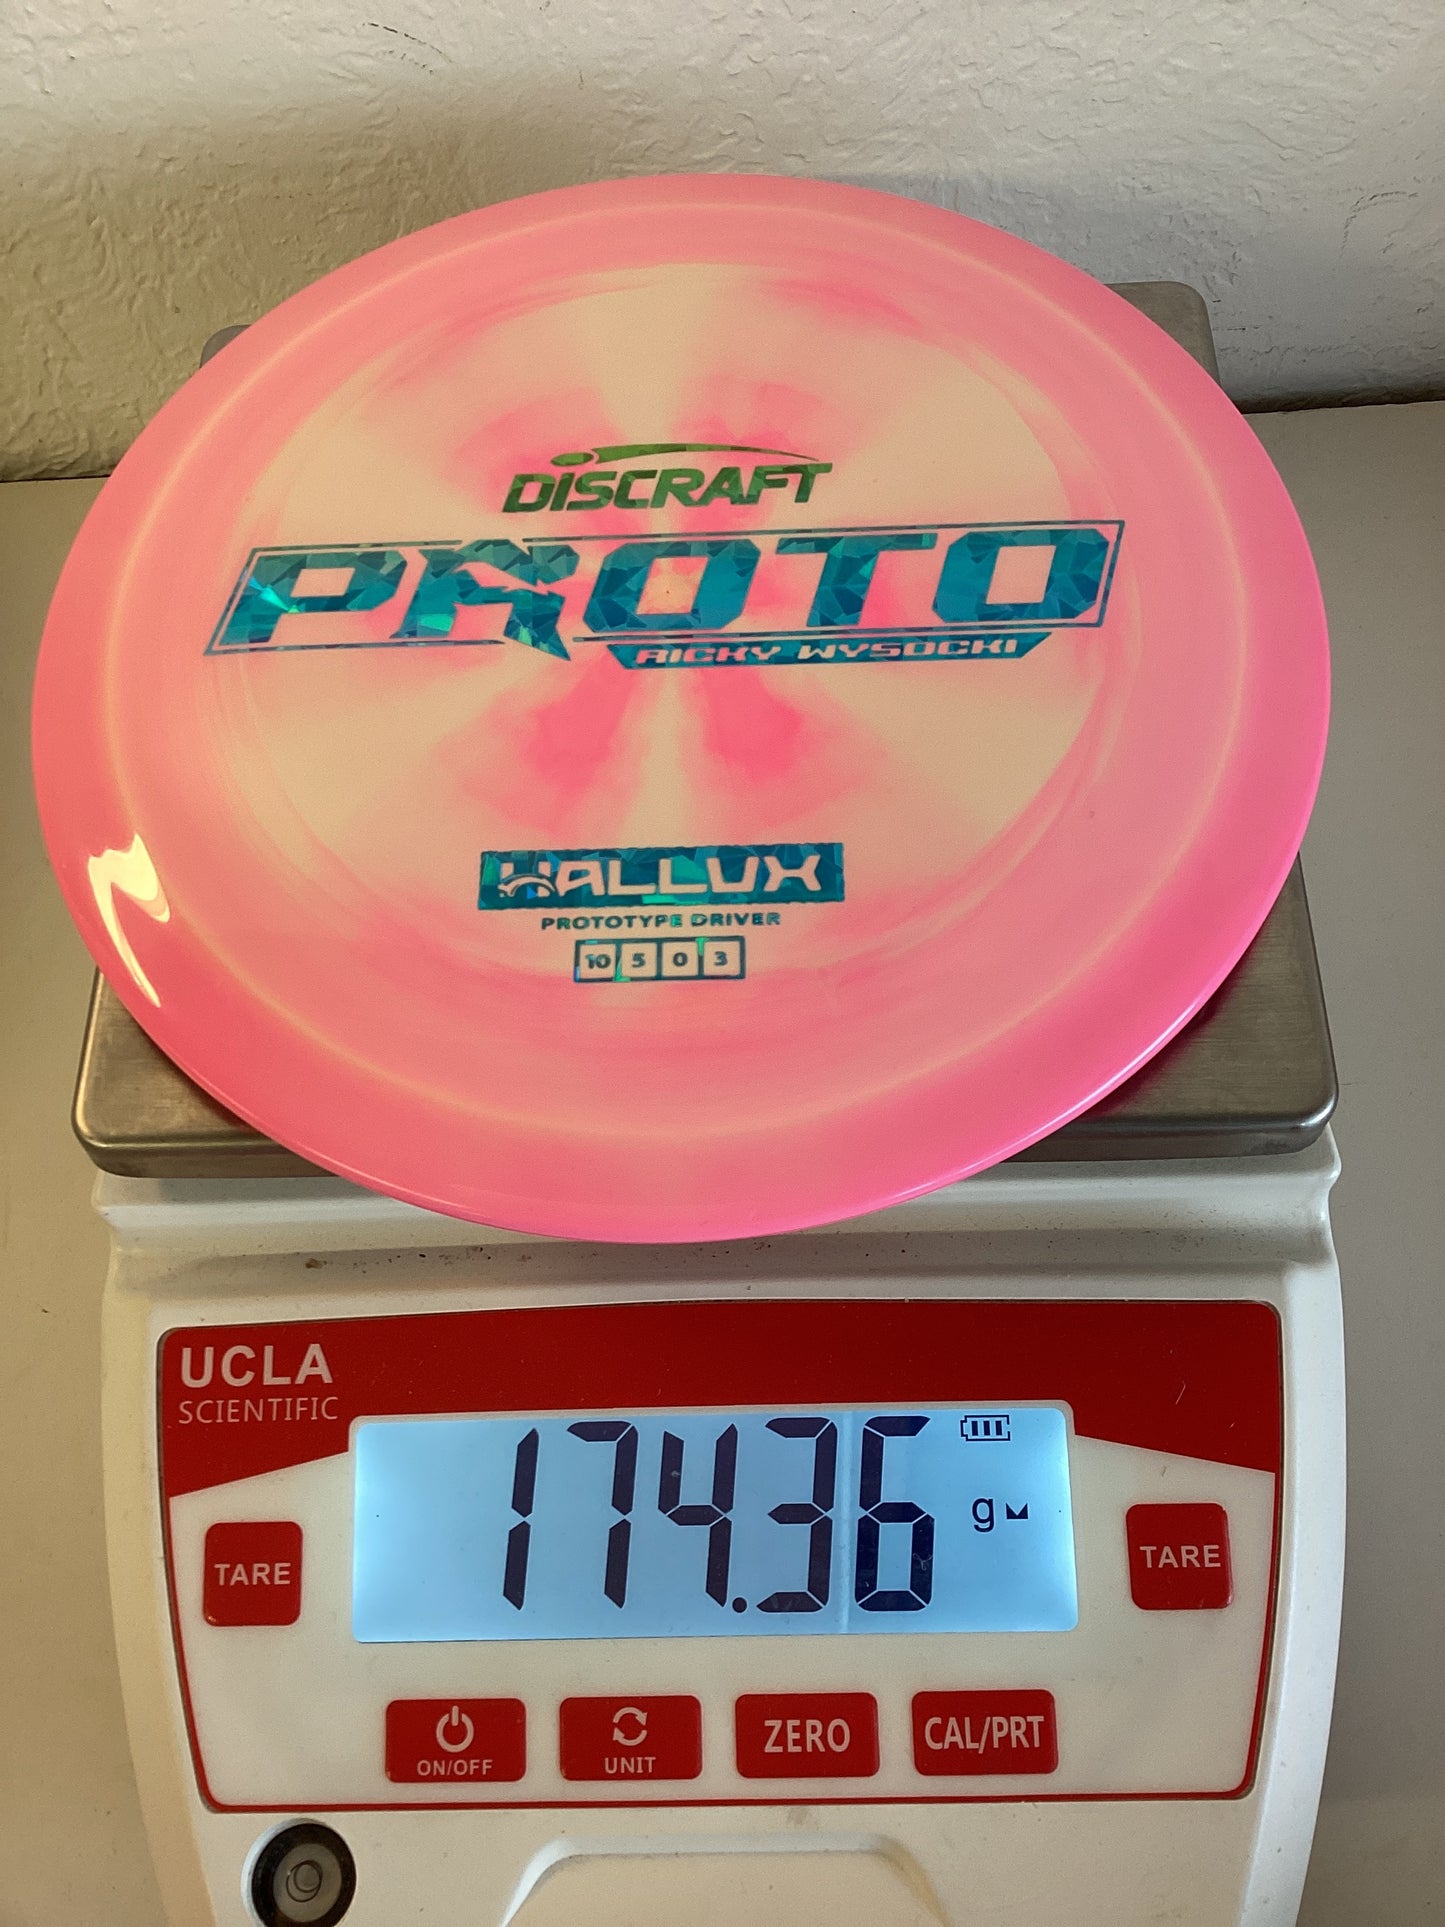 DISCRAFT
PROTO
RICKY WYSOCKI
HALLUX
PROTOTYPE DRIVER
10 5 0 3
UCLA
SCIENTIFIC
174.36 g
TARE
TARE
ON/OFF
UNIT
ZERO
CAL/PRT